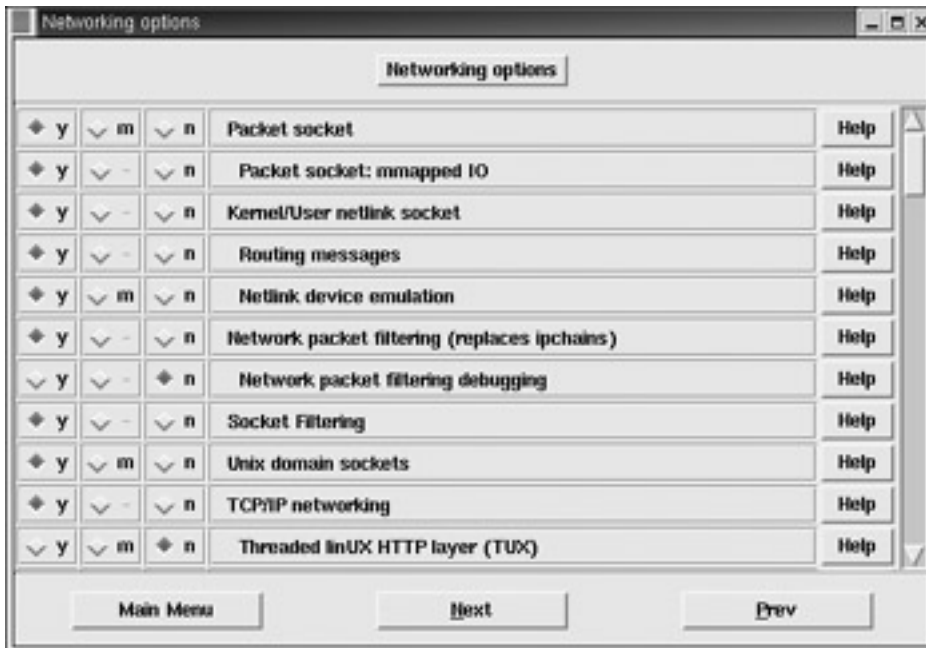 Networking options
Networking options
y m n Packet socket Help
y - n Packet socket: mmapped IO Help
y - n Kernel/User netlink socket Help
y - n Routing messages Help
y m n Netlink device emulation Help
y - n Network packet filtering (replaces ipchains) Help
y - n Network packet filtering debugging Help
y - n Socket Filtering Help
y m n Unix domain sockets Help
y - n TCP/IP networking Help
y m n Threaded linUX HTTP layer (TUX) Help
Main Menu Next Prev